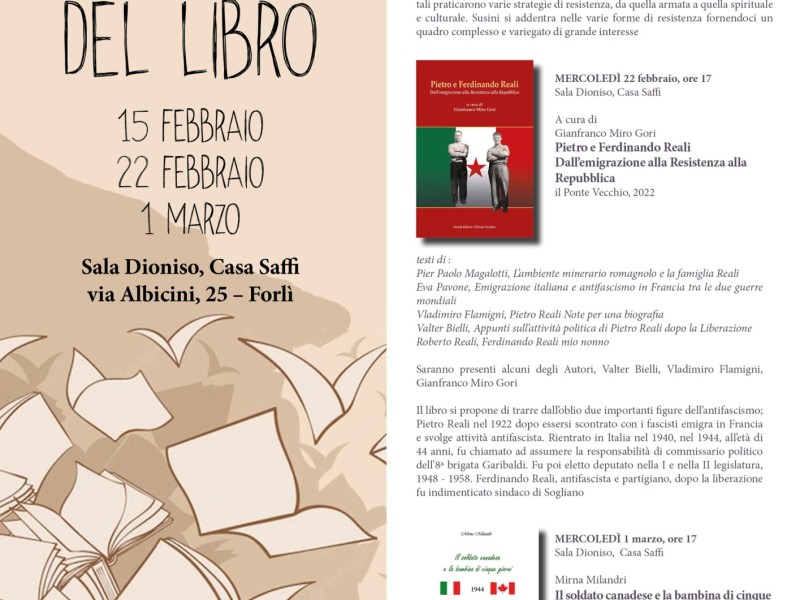 DEL LIBRO
15 FEBBRAIO
22 FEBBRAIO
1 MARZO
Sala Dioniso, Casa Saffi
via Albicini, 25 – Forlì
tali praticarono varie strategie di resistenza, da quella armata a quella spirituale
e culturale. Susini si addentra nelle varie forme di resistenza fornendoci un
quadro complesso e variegato di grande interesse
Pietro e Ferdinando Reali
Dall'emigrazione alla Resistenza alla Repubblica
a cura di
Gianfranco Miro Gori
MERCOLEDÌ 22 febbraio, ore 17
Sala Dioniso, Casa Saffi
A cura di
Gianfranco Miro Gori
Pietro e Ferdinando Reali
Dall'emigrazione alla Resistenza alla
Repubblica
il Ponte Vecchio, 2022
testi di :
Pier Paolo Magalotti, L'ambiente minerario romagnolo e la famiglia Reali
Eva Pavone, Emigrazione italiana e antifascismo in Francia tra le due guerre
mondiali
Vladimiro Flamigni, Pietro Reali Note per una biografia
Valter Bielli, Appunti sull'attività politica di Pietro Reali dopo la Liberazione
Roberto Reali, Ferdinando Reali mio nonno
Saranno presenti alcuni degli Autori, Valter Bielli, Vladimiro Flamigni,
Gianfranco Miro Gori
Il libro si propone di trarre dall'oblio due importanti figure dell'antifascismo;
Pietro Reali nel 1922 dopo essersi scontrato con i fascisti emigra in Francia
e svolge attività antifascista. Rientrato in Italia nel 1940, nel 1944, all'età di
44 anni, fu chiamato ad assumere la responsabilità di commissario politico
dell'8ª brigata Garibaldi. Fu poi eletto deputato nella I e nella II legislatura,
1948 - 1958. Ferdinando Reali, antifascista e partigiano, dopo la liberazione
fu indimenticato sindaco di Sogliano
Mirna Milandri
Il soldato canadese
e la bambina di cinque giorni
1944
MERCOLEDÌ 1 marzo, ore 17
Sala Dioniso, Casa Saffi
Mirna Milandri
Il soldato canadese e la bambina di cinque